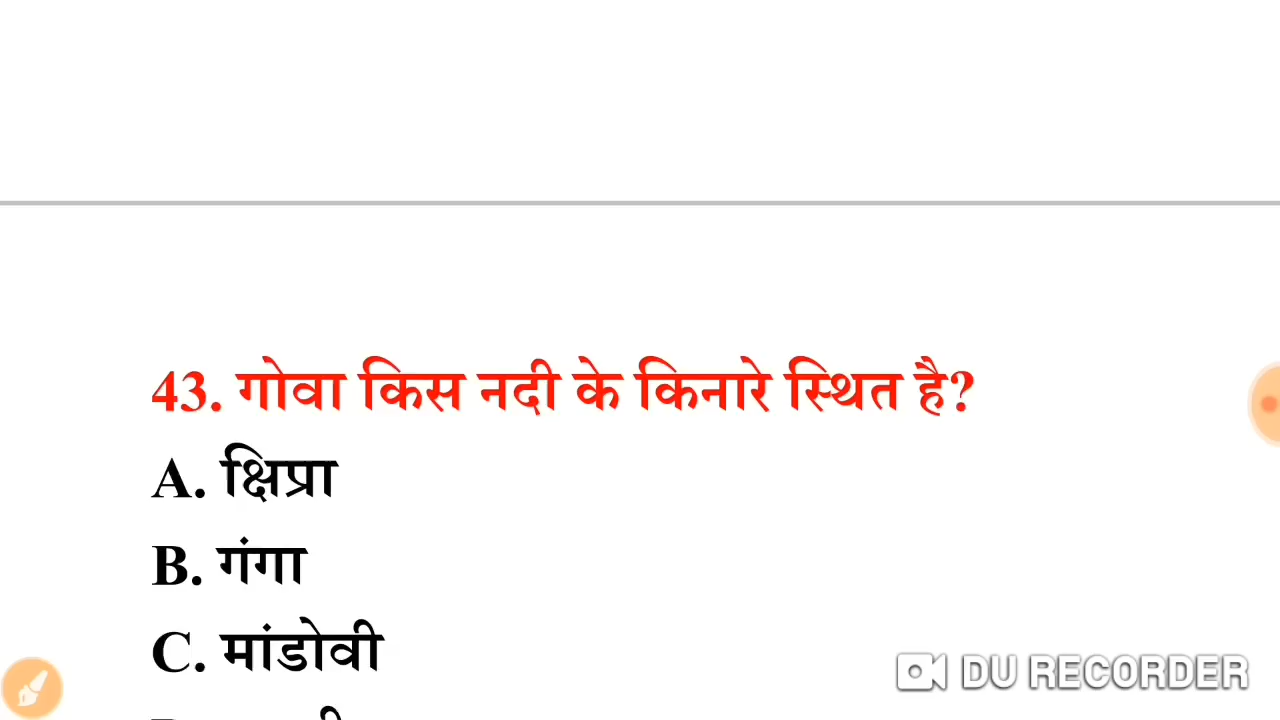 43. गोवा किस नदी के किनारे स्थित है?
A. क्षिप्रा
B. गंगा
C. मांडोवी
DU RECORDER